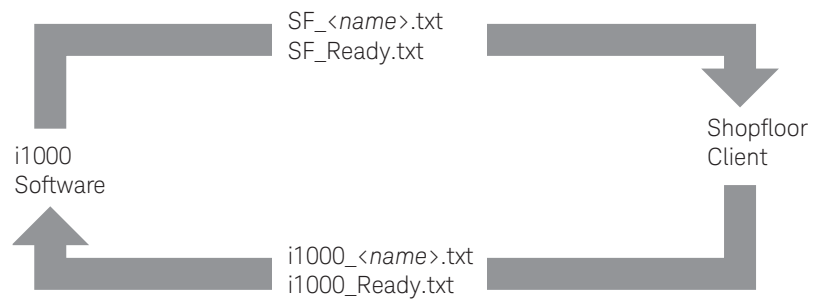 SF_<name>.txt
SF_Ready.txt
i1000
Software
Shopfloor
Client
i1000_<name>.txt
i1000_Ready.txt